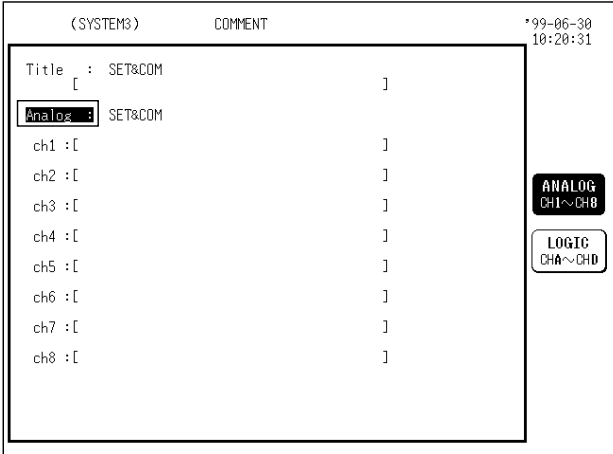 (SYSTEM3) COMMENT '99-06-30
10:20:31
Title : SET&COM
[ ]
Analog : SET&COM
ch1 :[ ]
ch2 :[ ]
ch3 :[ ]
ch4 :[ ]
ch5 :[ ]
ch6 :[ ]
ch7 :[ ]
ch8 :[ ]
ANALOG
CH1~CH8
LOGIC
CHA~CHD